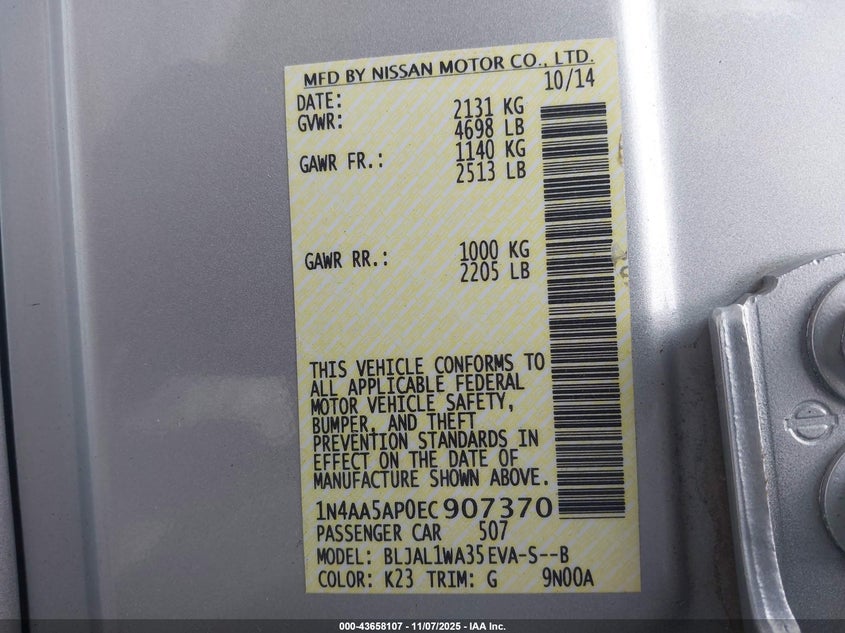 MFD BY NISSAN MOTOR CO., LTD.
DATE: 10/14
GVWR: 2131 KG
4698 LB
GAWR FR.: 1140 KG
2513 LB
GAWR RR.: 1000 KG
2205 LB
THIS VEHICLE CONFORMS TO
ALL APPLICABLE FEDERAL
MOTOR VEHICLE SAFETY,
BUMPER, AND THEFT
PREVENTION STANDARDS IN
EFFECT ON THE DATE OF
MANUFACTURE SHOWN ABOVE.
1N4AA5AP0EC907370
PASSENGER CAR 507
MODEL: BLJAL1WA35EVA-S--B
COLOR: K23 TRIM: G 9N00A
000-43658107 - 11/07/2025 - IAA Inc.